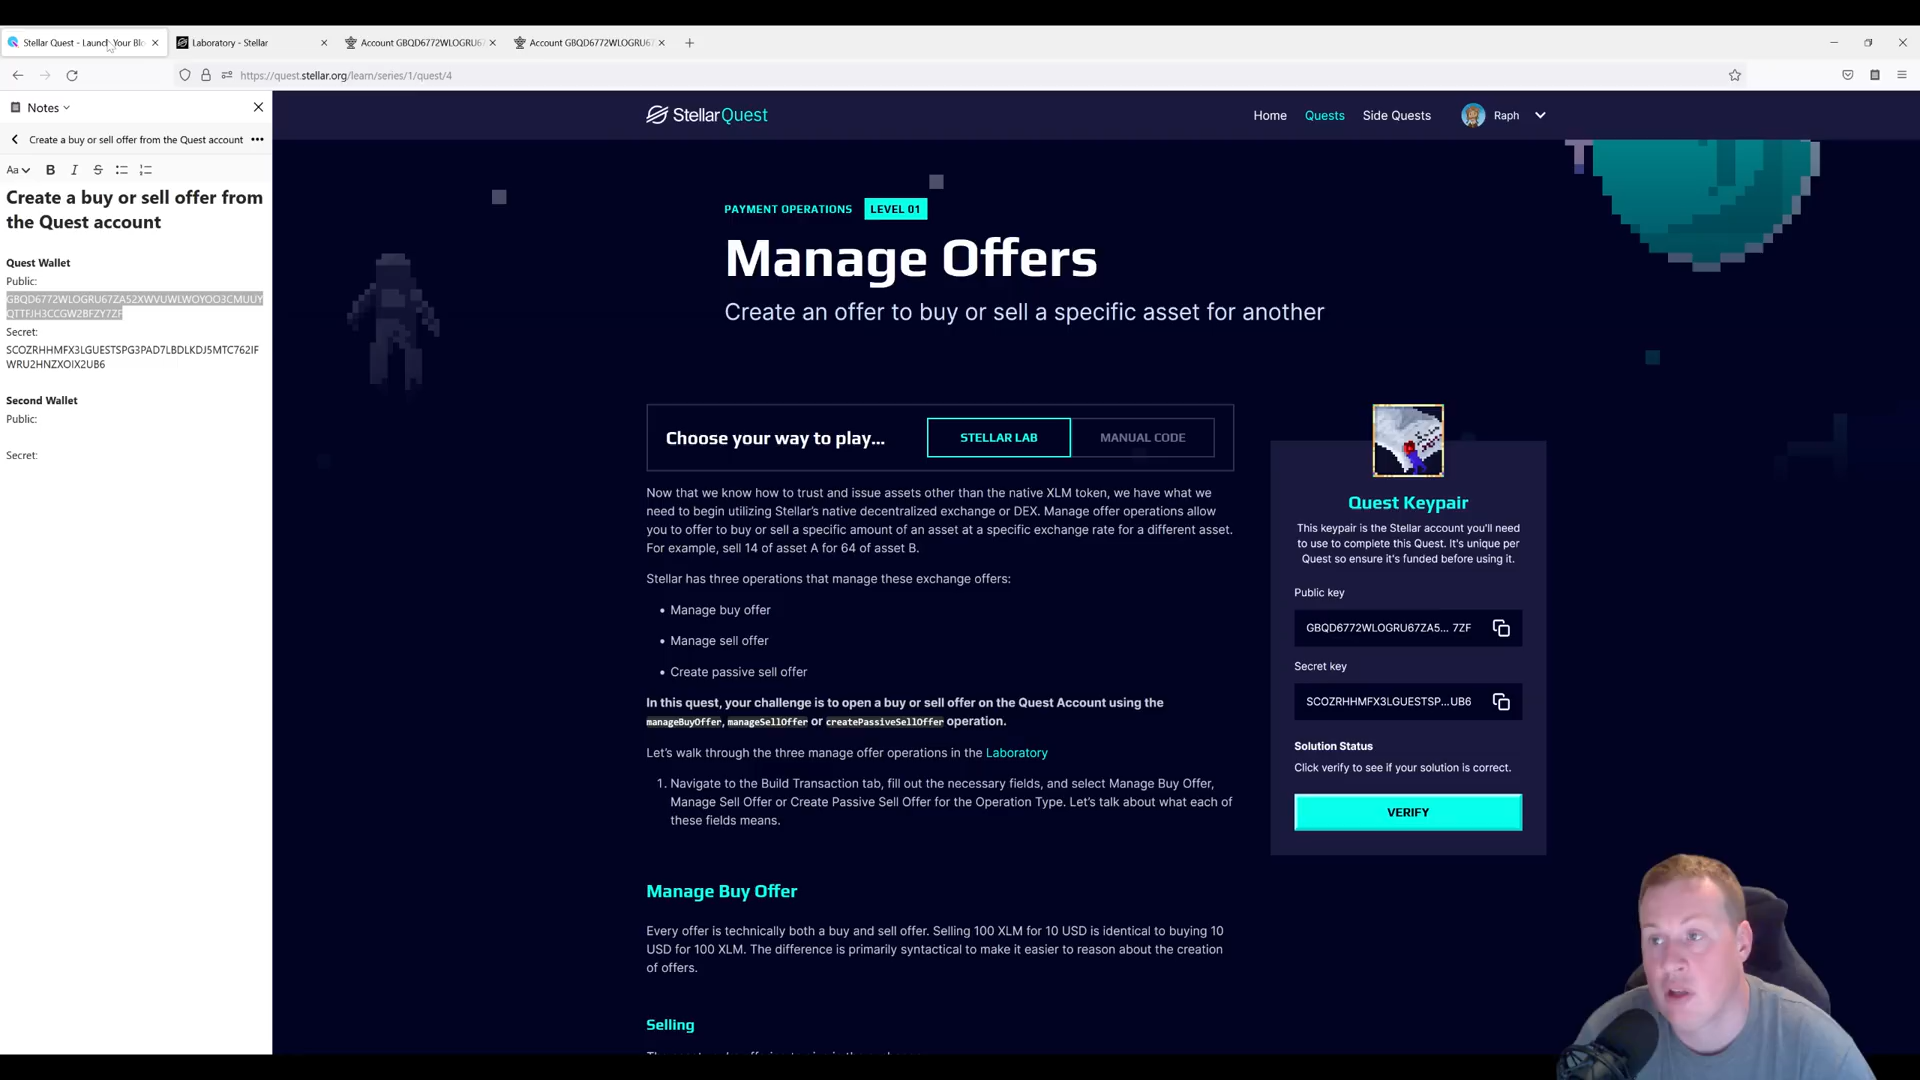 Stellar Quest - Launch Your Blo
Laboratory - Stellar
Account GBQD6772WLOGRU6
Account GBQD6772WLOGRU6
https://quest.stellar.org/learn/series/1/quest/4
Notes
Create a buy or sell offer from the Quest account
Aa B I S
Create a buy or sell offer from
the Quest account
Quest Wallet
Public:
GBQD6772WLOGRU67ZA52XWVUWLWOYOO3CMUUY
QTTFJH3CCGW2BFZY7ZF
Secret:
SCOZRHHMFX3LGUESTSPG3PAD7LBDLKDJ5MTC762IF
WRU2HNZXOIX2UB6
Second Wallet
Public:
Secret:
StellarQuest
Home
Quests
Side Quests
Raph
PAYMENT OPERATIONS
LEVEL 01
Manage Offers
Create an offer to buy or sell a specific asset for another
Choose your way to play...
STELLAR LAB
MANUAL CODE
Now that we know how to trust and issue assets other than the native XLM token, we have what we
need to begin utilizing Stellar's native decentralized exchange or DEX. Manage offer operations allow
you to offer to buy or sell a specific amount of an asset at a specific exchange rate for a different asset.
For example, sell 14 of asset A for 64 of asset B.
Stellar has three operations that manage these exchange offers:
• Manage buy offer
• Manage sell offer
• Create passive sell offer
In this quest, your challenge is to open a buy or sell offer on the Quest Account using the
manageBuyOffer, manageSellOffer or createPassiveSellOffer operation.
Let's walk through the three manage offer operations in the Laboratory
1. Navigate to the Build Transaction tab, fill out the necessary fields, and select Manage Buy Offer,
Manage Sell Offer or Create Passive Sell Offer for the Operation Type. Let's talk about what each of
these fields means.
Manage Buy Offer
Every offer is technically both a buy and sell offer. Selling 100 XLM for 10 USD is identical to buying 10
USD for 100 XLM. The difference is primarily syntactical to make it easier to reason about the creation
of offers.
Selling
Quest Keypair
This keypair is the Stellar account you'll need
to use to complete this Quest. It's unique per
Quest so ensure it's funded before using it.
Public key
GBQD6772WLOGRU67ZA5... 7ZF
Secret key
SCOZRHHMFX3LGUESTSP...UB6
Solution Status
Click verify to see if your solution is correct.
VERIFY